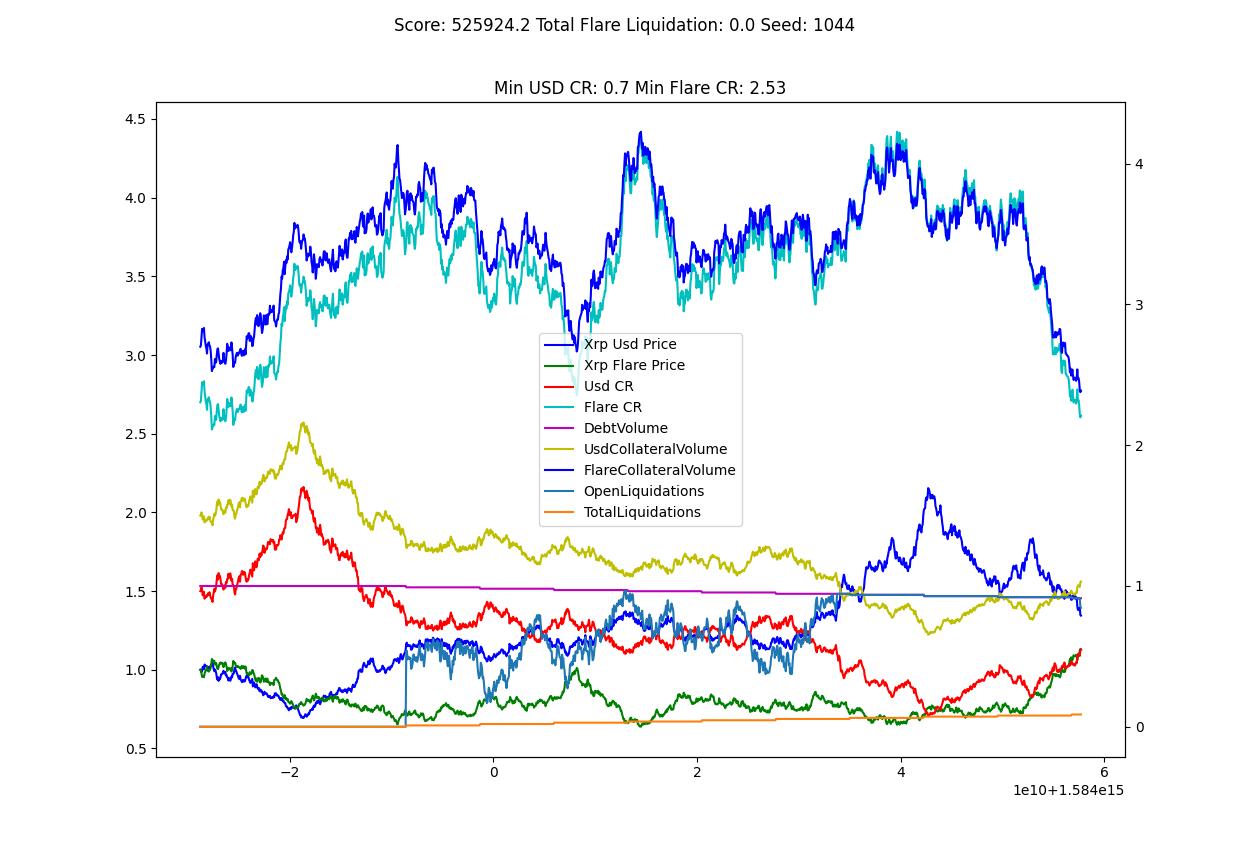 Score: 525924.2 Total Flare Liquidation: 0.0 Seed: 1044
Min USD CR: 0.7 Min Flare CR: 2.53
4.5
4.0
3.5
3.0
2.5
2.0
1.5
1.0
0.5
4
3
2
1
0
Xrp Usd Price
Xrp Flare Price
Usd CR
Flare CR
DebtVolume
UsdCollateralVolume
FlareCollateralVolume
OpenLiquidations
TotalLiquidations
−2 0 2 4 6
1e10+1.584e15